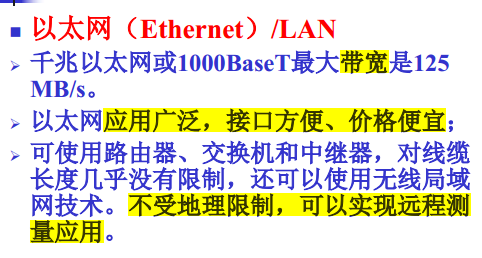 以太网（Ethernet）/LAN
千兆以太网或1000BaseT最大带宽是125
MB/s。
以太网应用广泛，接口方便、价格便宜；
可使用路由器、交换机和中继器，对线缆
长度几乎没有限制，还可以使用无线局域
网技术。不受地理限制，可以实现远程测
量应用。